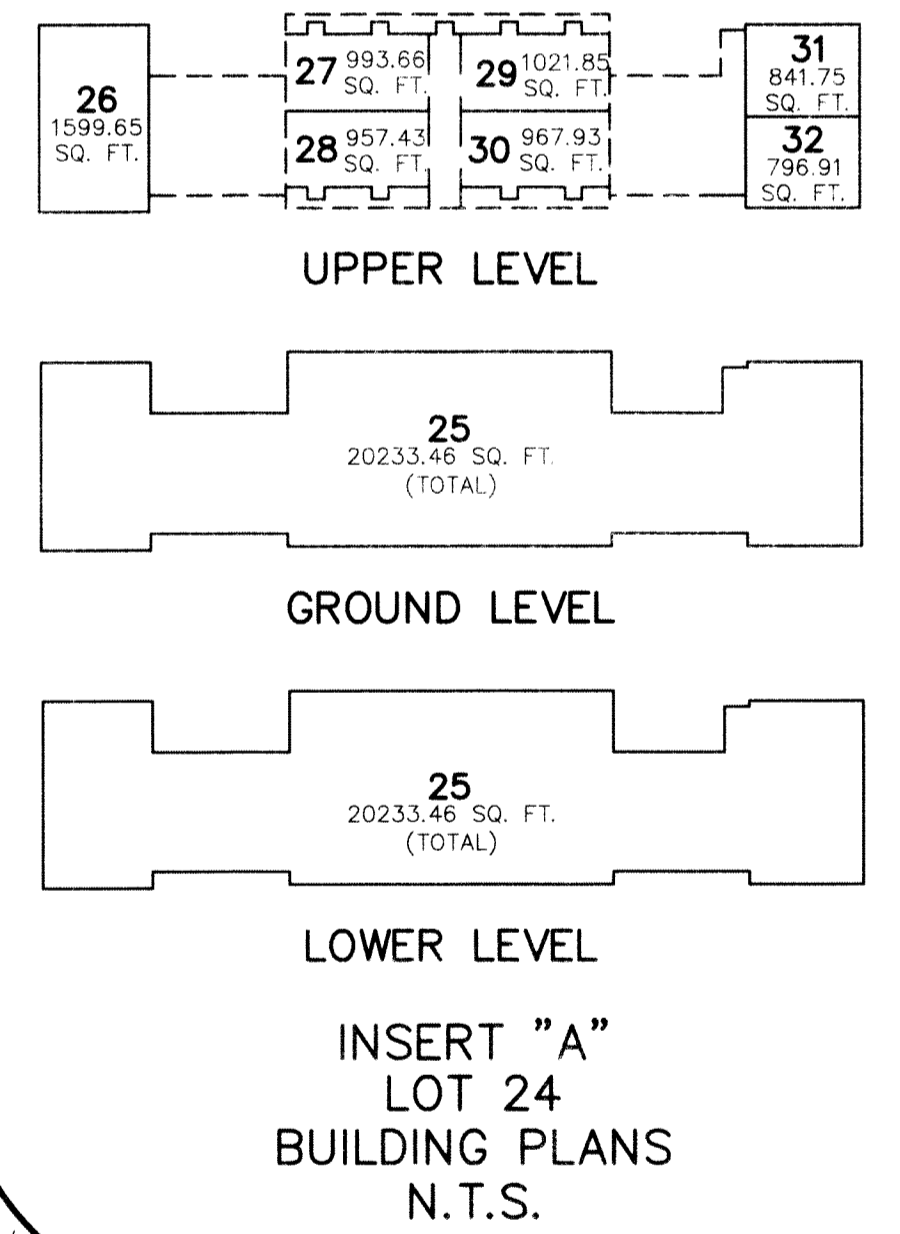 26
1599.65
SQ. FT.
27 993.66
SQ. FT.
28 957.43
SQ. FT.
29 1021.85
SQ. FT.
30 967.93
SQ. FT.
31
841.75
SQ. FT.
32
796.91
SQ. FT.
UPPER LEVEL
25
20233.46 SQ. FT.
(TOTAL)
GROUND LEVEL
25
20233.46 SQ. FT.
(TOTAL)
LOWER LEVEL
INSERT "A"
LOT 24
BUILDING PLANS
N.T.S.